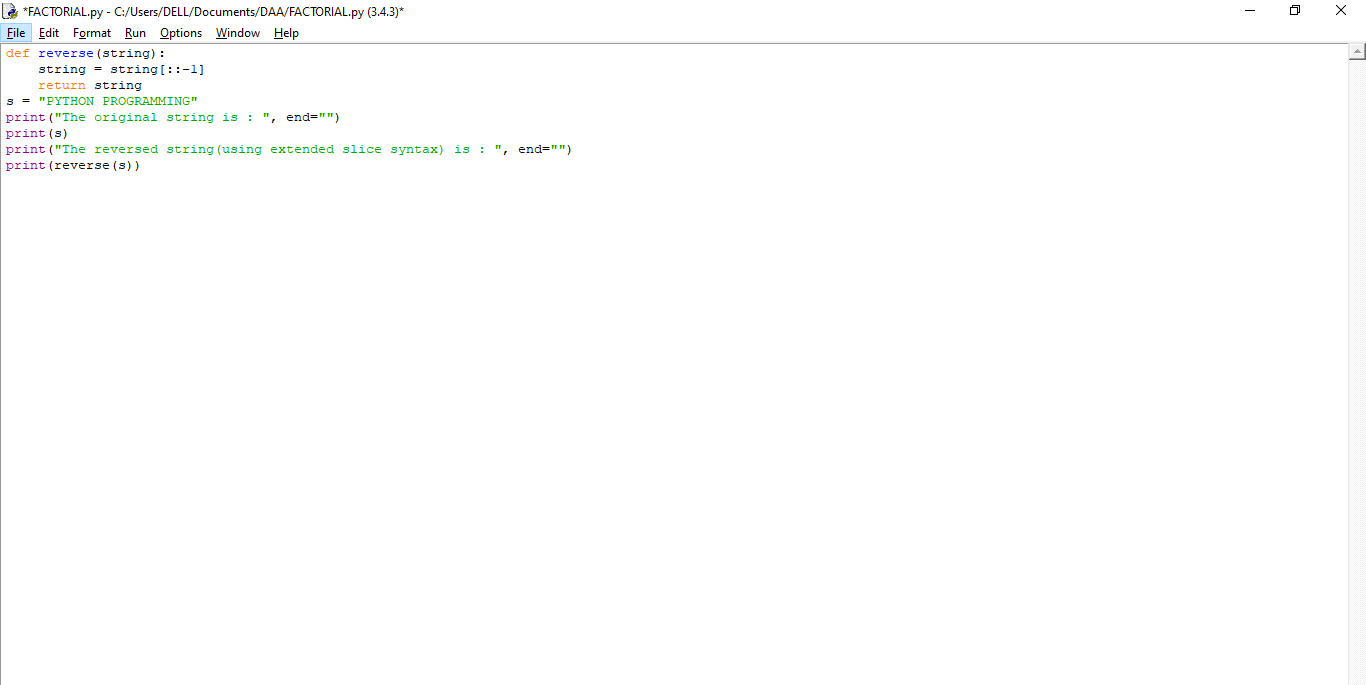 *FACTORIAL.py - C:/Users/DELL/Documents/DAA/FACTORIAL.py (3.4.3)*
File Edit Format Run Options Window Help
def reverse(string):
    string = string[::-1]
    return string
s = "PYTHON PROGRAMMING"
print("The original string is : ", end="")
print(s)
print("The reversed string(using extended slice syntax) is : ", end="")
print(reverse(s))